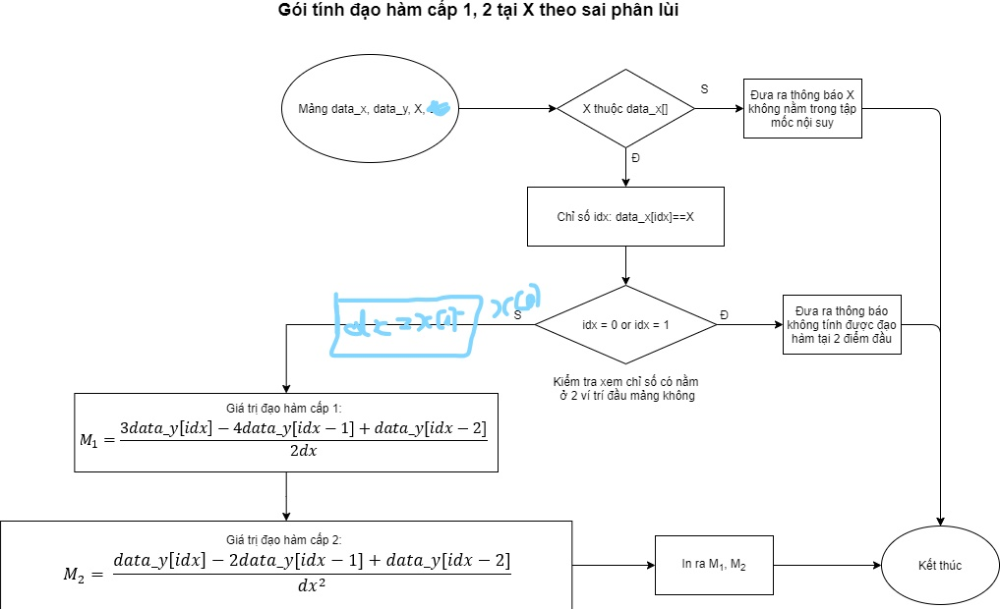 Gói tính đạo hàm cấp 1, 2 tại X theo sai phân lùi
Mảng data_x, data_y, X,
X thuộc data_x[]
S
Đưa ra thông báo X
không nằm trong tập
mốc nội suy
Đ
Chỉ số idx: data_x[idx]==X
dx = x[1] - x[0]
S
idx = 0 or idx = 1
Đ
Đưa ra thông báo
không tính được đạo
hàm tại 2 điểm đầu
Kiểm tra xem chỉ số có nằm
ở 2 ví trí đầu mảng không
Giá trị đạo hàm cấp 1:
M₁ = (3data_y[idx] − 4data_y[idx − 1] + data_y[idx − 2]) / 2dx
Giá trị đạo hàm cấp 2:
M₂ = (data_y[idx] − 2data_y[idx − 1] + data_y[idx − 2]) / dx²
In ra M₁, M₂
Kết thúc